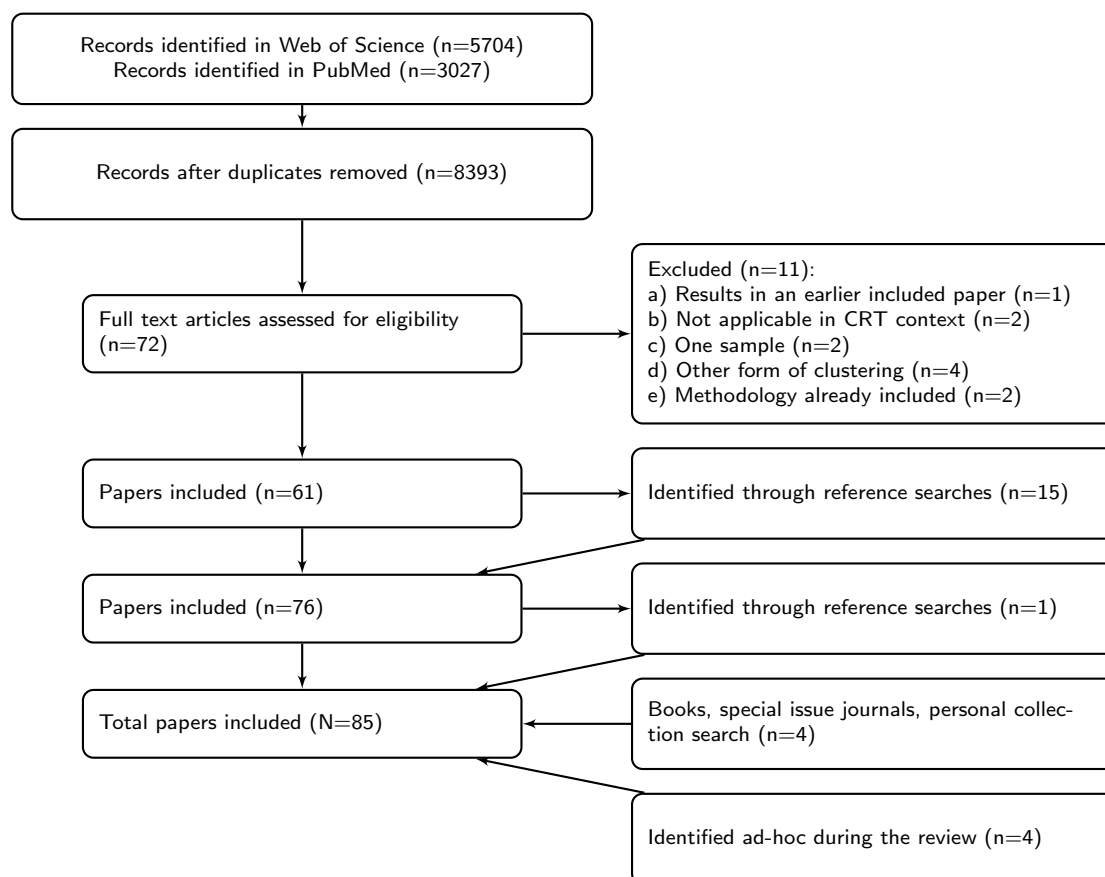 Records identified in Web of Science (n=5704)
Records identified in PubMed (n=3027)
Records after duplicates removed (n=8393)
Full text articles assessed for eligibility
(n=72)
Excluded (n=11):
a) Results in an earlier included paper (n=1)
b) Not applicable in CRT context (n=2)
c) One sample (n=2)
d) Other form of clustering (n=4)
e) Methodology already included (n=2)
Papers included (n=61)
Identified through reference searches (n=15)
Papers included (n=76)
Identified through reference searches (n=1)
Total papers included (N=85)
Books, special issue journals, personal collec-
tion search (n=4)
Identified ad-hoc during the review (n=4)